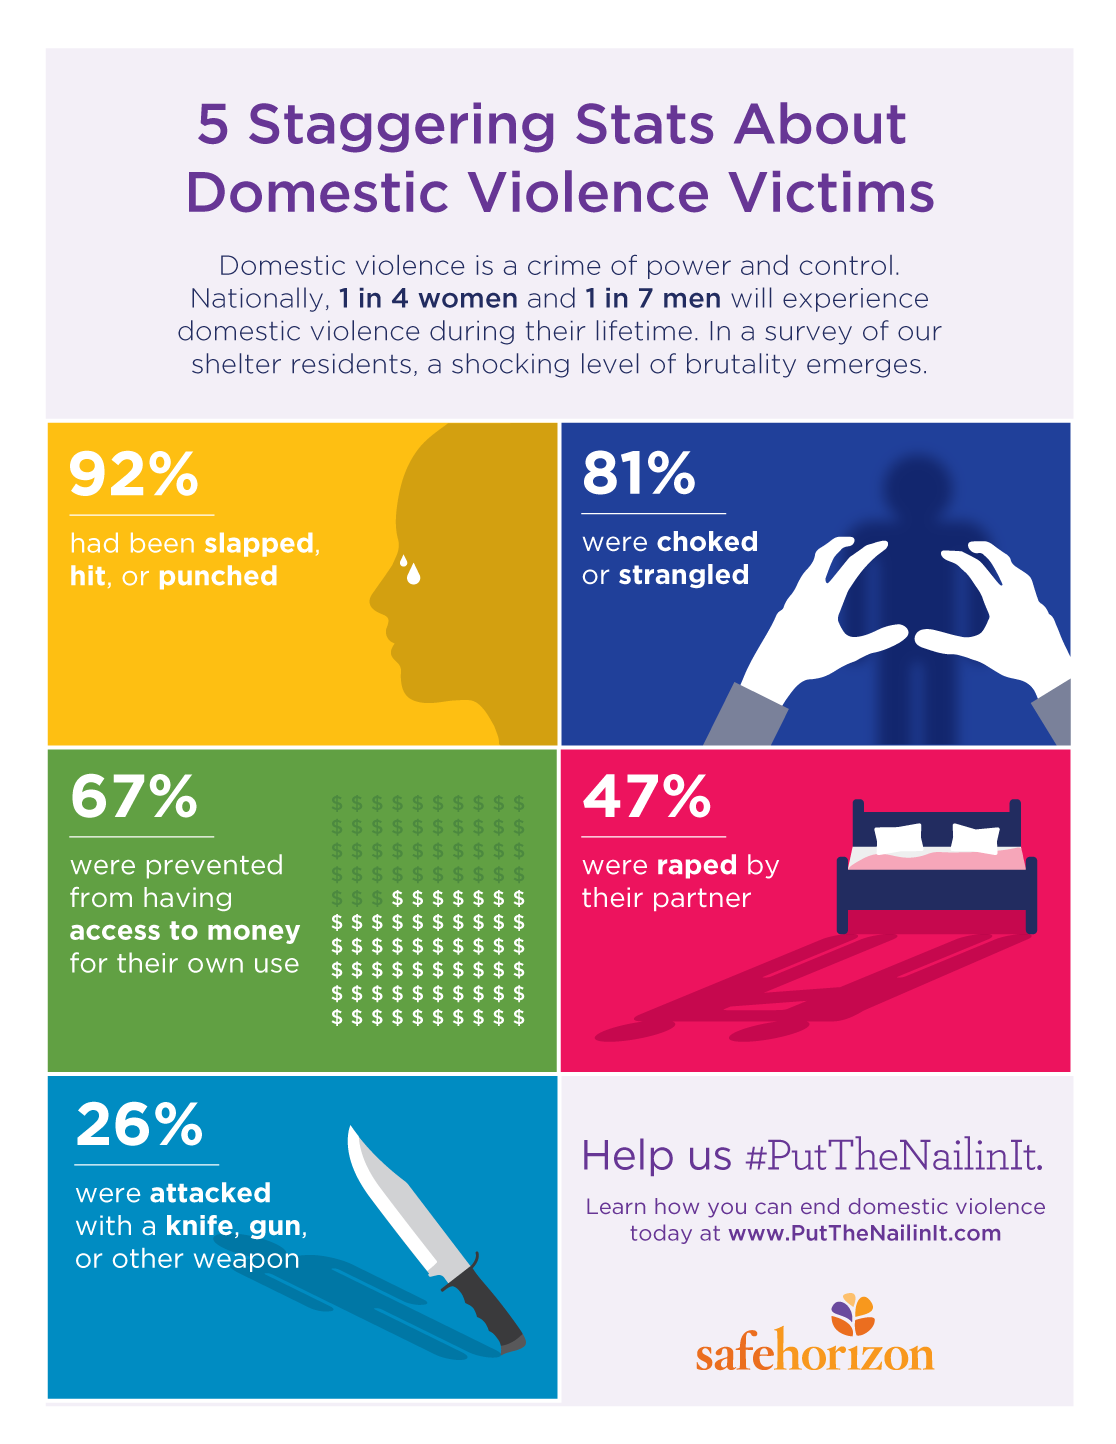 5 Staggering Stats About
Domestic Violence Victims
Domestic violence is a crime of power and control.
Nationally, 1 in 4 women and 1 in 7 men will experience
domestic violence during their lifetime. In a survey of our
shelter residents, a shocking level of brutality emerges.
92%
had been slapped,
hit, or punched
81%
were choked
or strangled
67%
were prevented
from having
access to money
for their own use
$ $ $ $ $ $ $ $ $ $
$ $ $ $ $ $ $ $ $ $
$ $ $ $ $ $ $ $ $ $
$ $ $ $ $ $ $ $ $ $
$ $ $ $ $ $ $ $ $ $
$ $ $ $ $ $ $ $ $ $
$ $ $ $ $ $ $ $ $ $
$ $ $ $ $ $ $ $ $ $
$ $ $ $ $ $ $ $ $ $
$ $ $ $ $ $ $ $ $ $
47%
were raped by
their partner
26%
were attacked
with a knife, gun,
or other weapon
Help us #PutTheNailinIt.
Learn how you can end domestic violence
today at www.PutTheNailinIt.com
safehorizon